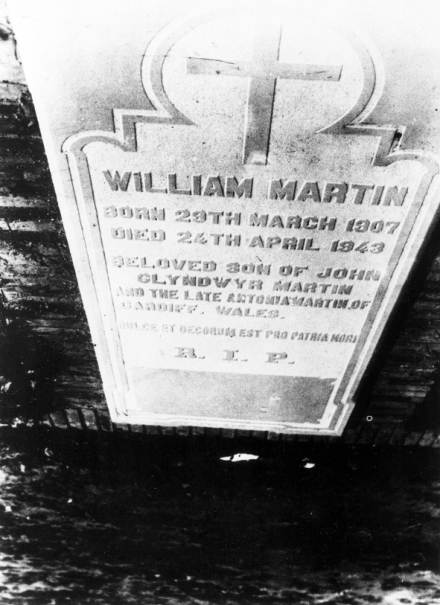 WILLIAM MARTIN
BORN 29TH MARCH 1907
DIED 24TH APRIL 1943
BELOVED SON OF JOHN
GLYNDWYR MARTIN
AND THE LATE ANTONIA MARTIN, OF
CARDIFF. WALES.
DULCE ET DECORUM EST PRO PATRIA MORI
R. I. P.